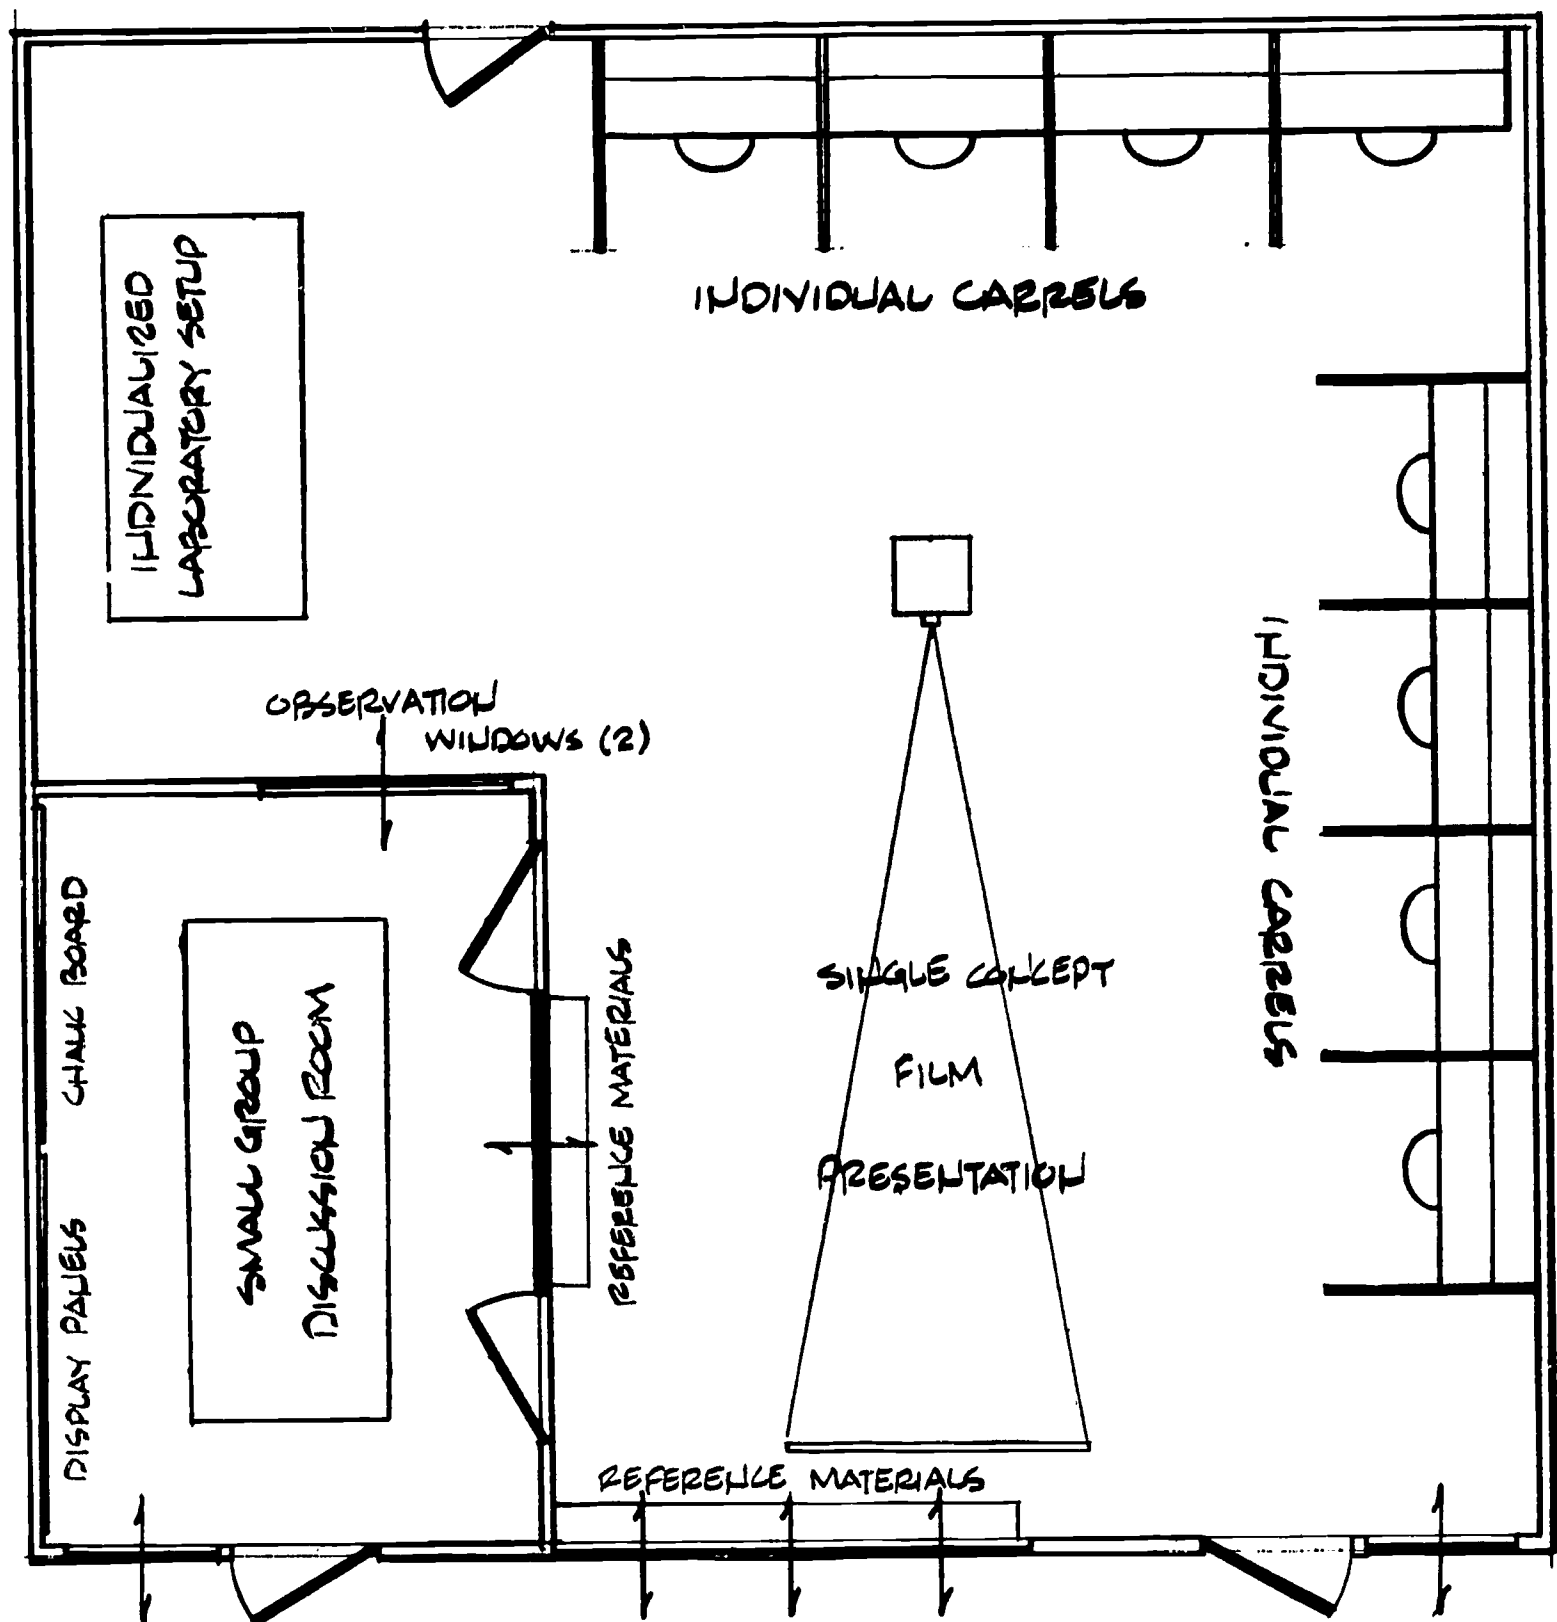 INDIVIDUAL CARRELS
INDIVIDUALIZED
LABORATORY SETUP
OBSERVATION
WINDOWS (2)
INDIVIDUAL CARRELS
CHALK BOARD
DISPLAY PANELS
SMALL GROUP
DISCUSSION ROOM
REFERENCE MATERIALS
SINGLE CONCEPT
FILM
PRESENTATION
REFERENCE MATERIALS